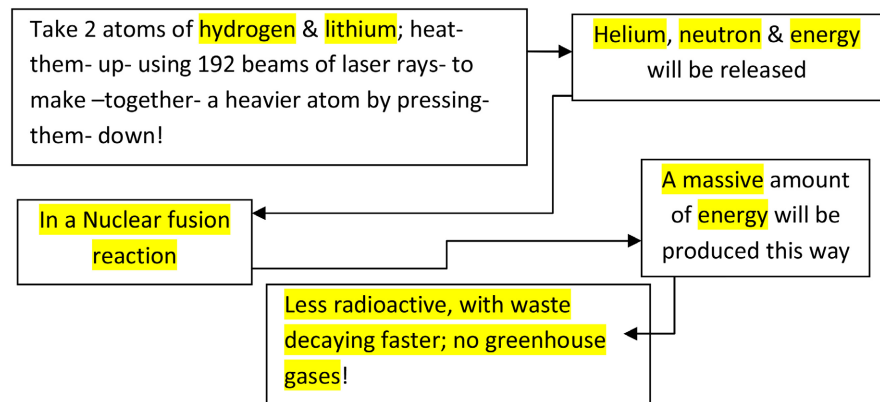 Take 2 atoms of hydrogen & lithium; heat-
them- up- using 192 beams of laser rays- to
make –together- a heavier atom by pressing-
them- down!
Helium, neutron & energy
will be released
In a Nuclear fusion
reaction
A massive amount
of energy will be
produced this way
Less radioactive, with waste
decaying faster; no greenhouse
gases!